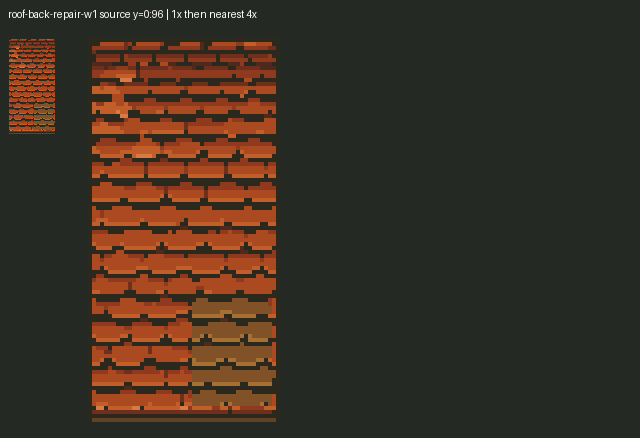 roof-back-repair-w1 source y=0:96 | 1x then nearest 4x